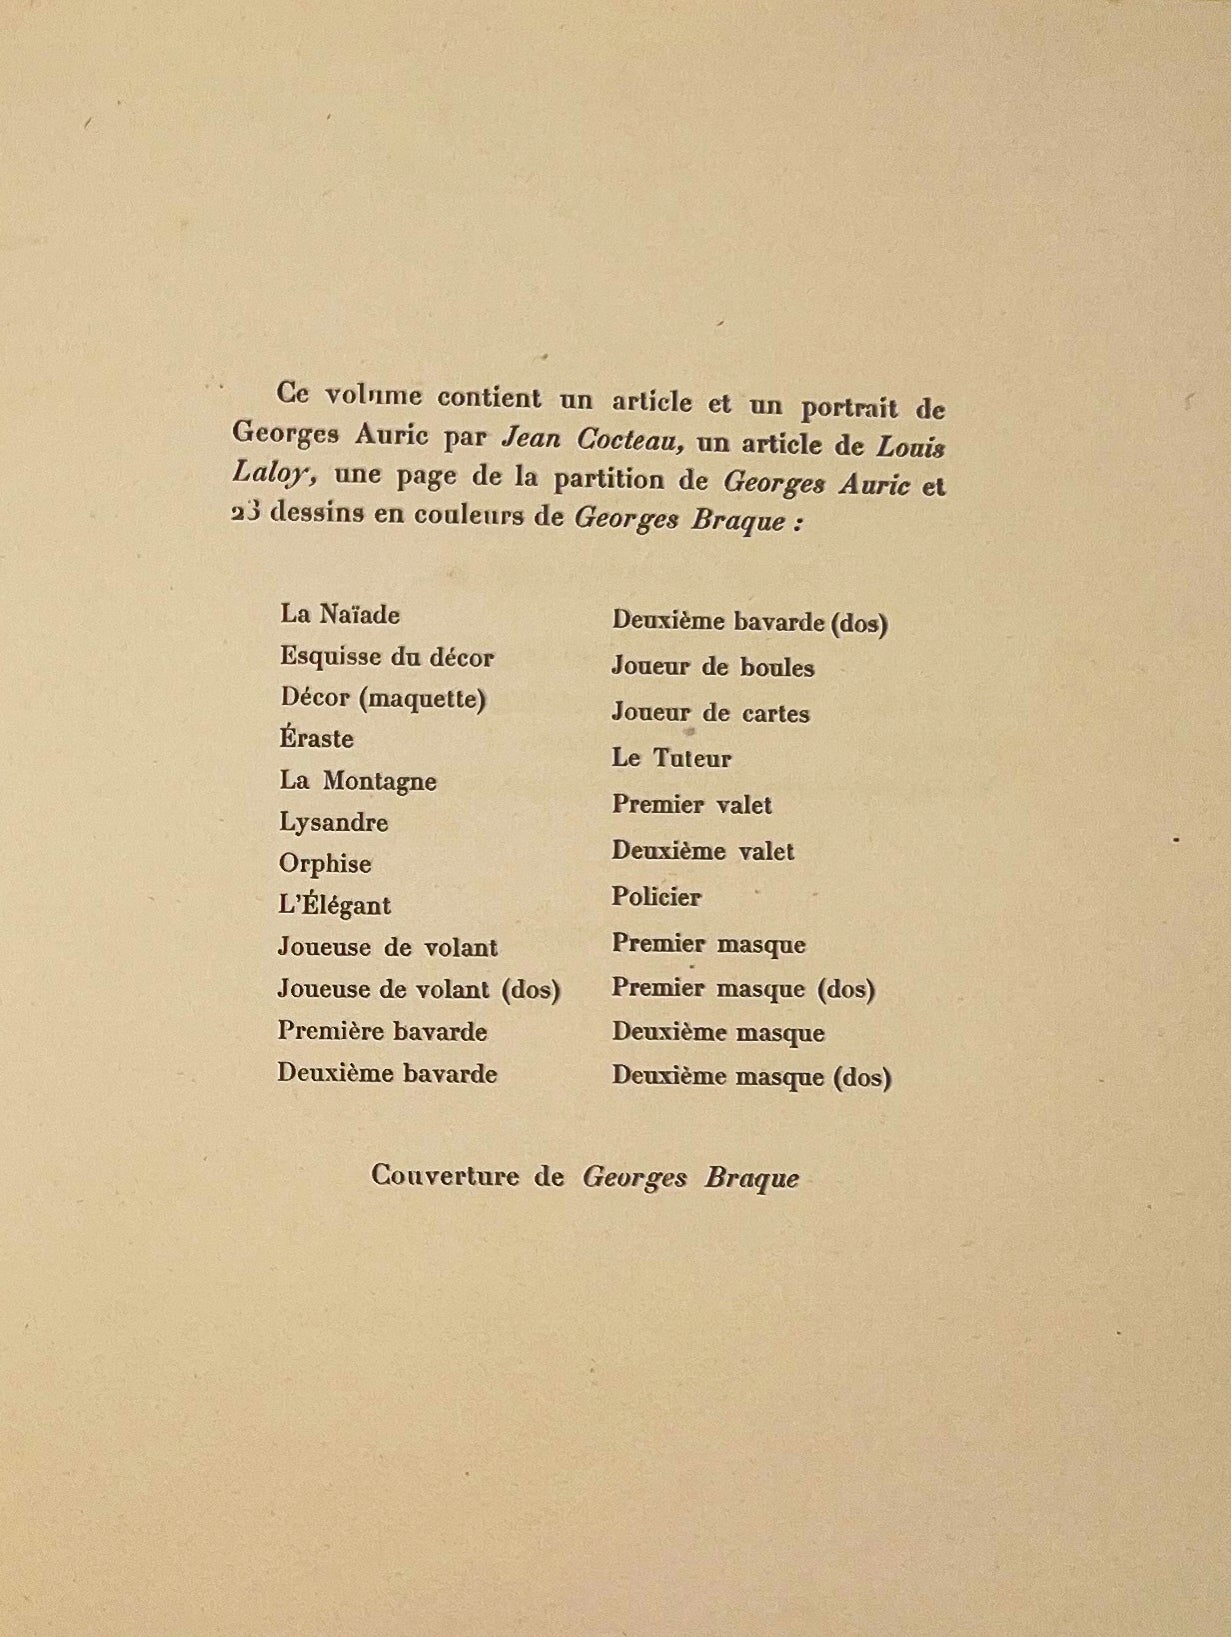 Ce volume contient un article et un portrait de
Georges Auric par Jean Cocteau, un article de Louis
Laloy, une page de la partition de Georges Auric et
23 dessins en couleurs de Georges Braque :
La Naïade
Esquisse du décor
Décor (maquette)
Éraste
La Montagne
Lysandre
Orphise
L'Élégant
Joueuse de volant
Joueuse de volant (dos)
Première bavarde
Deuxième bavarde
Deuxième bavarde (dos)
Joueur de boules
Joueur de cartes
Le Tuteur
Premier valet
Deuxième valet
Policier
Premier masque
Premier masque (dos)
Deuxième masque
Deuxième masque (dos)
Couverture de Georges Braque